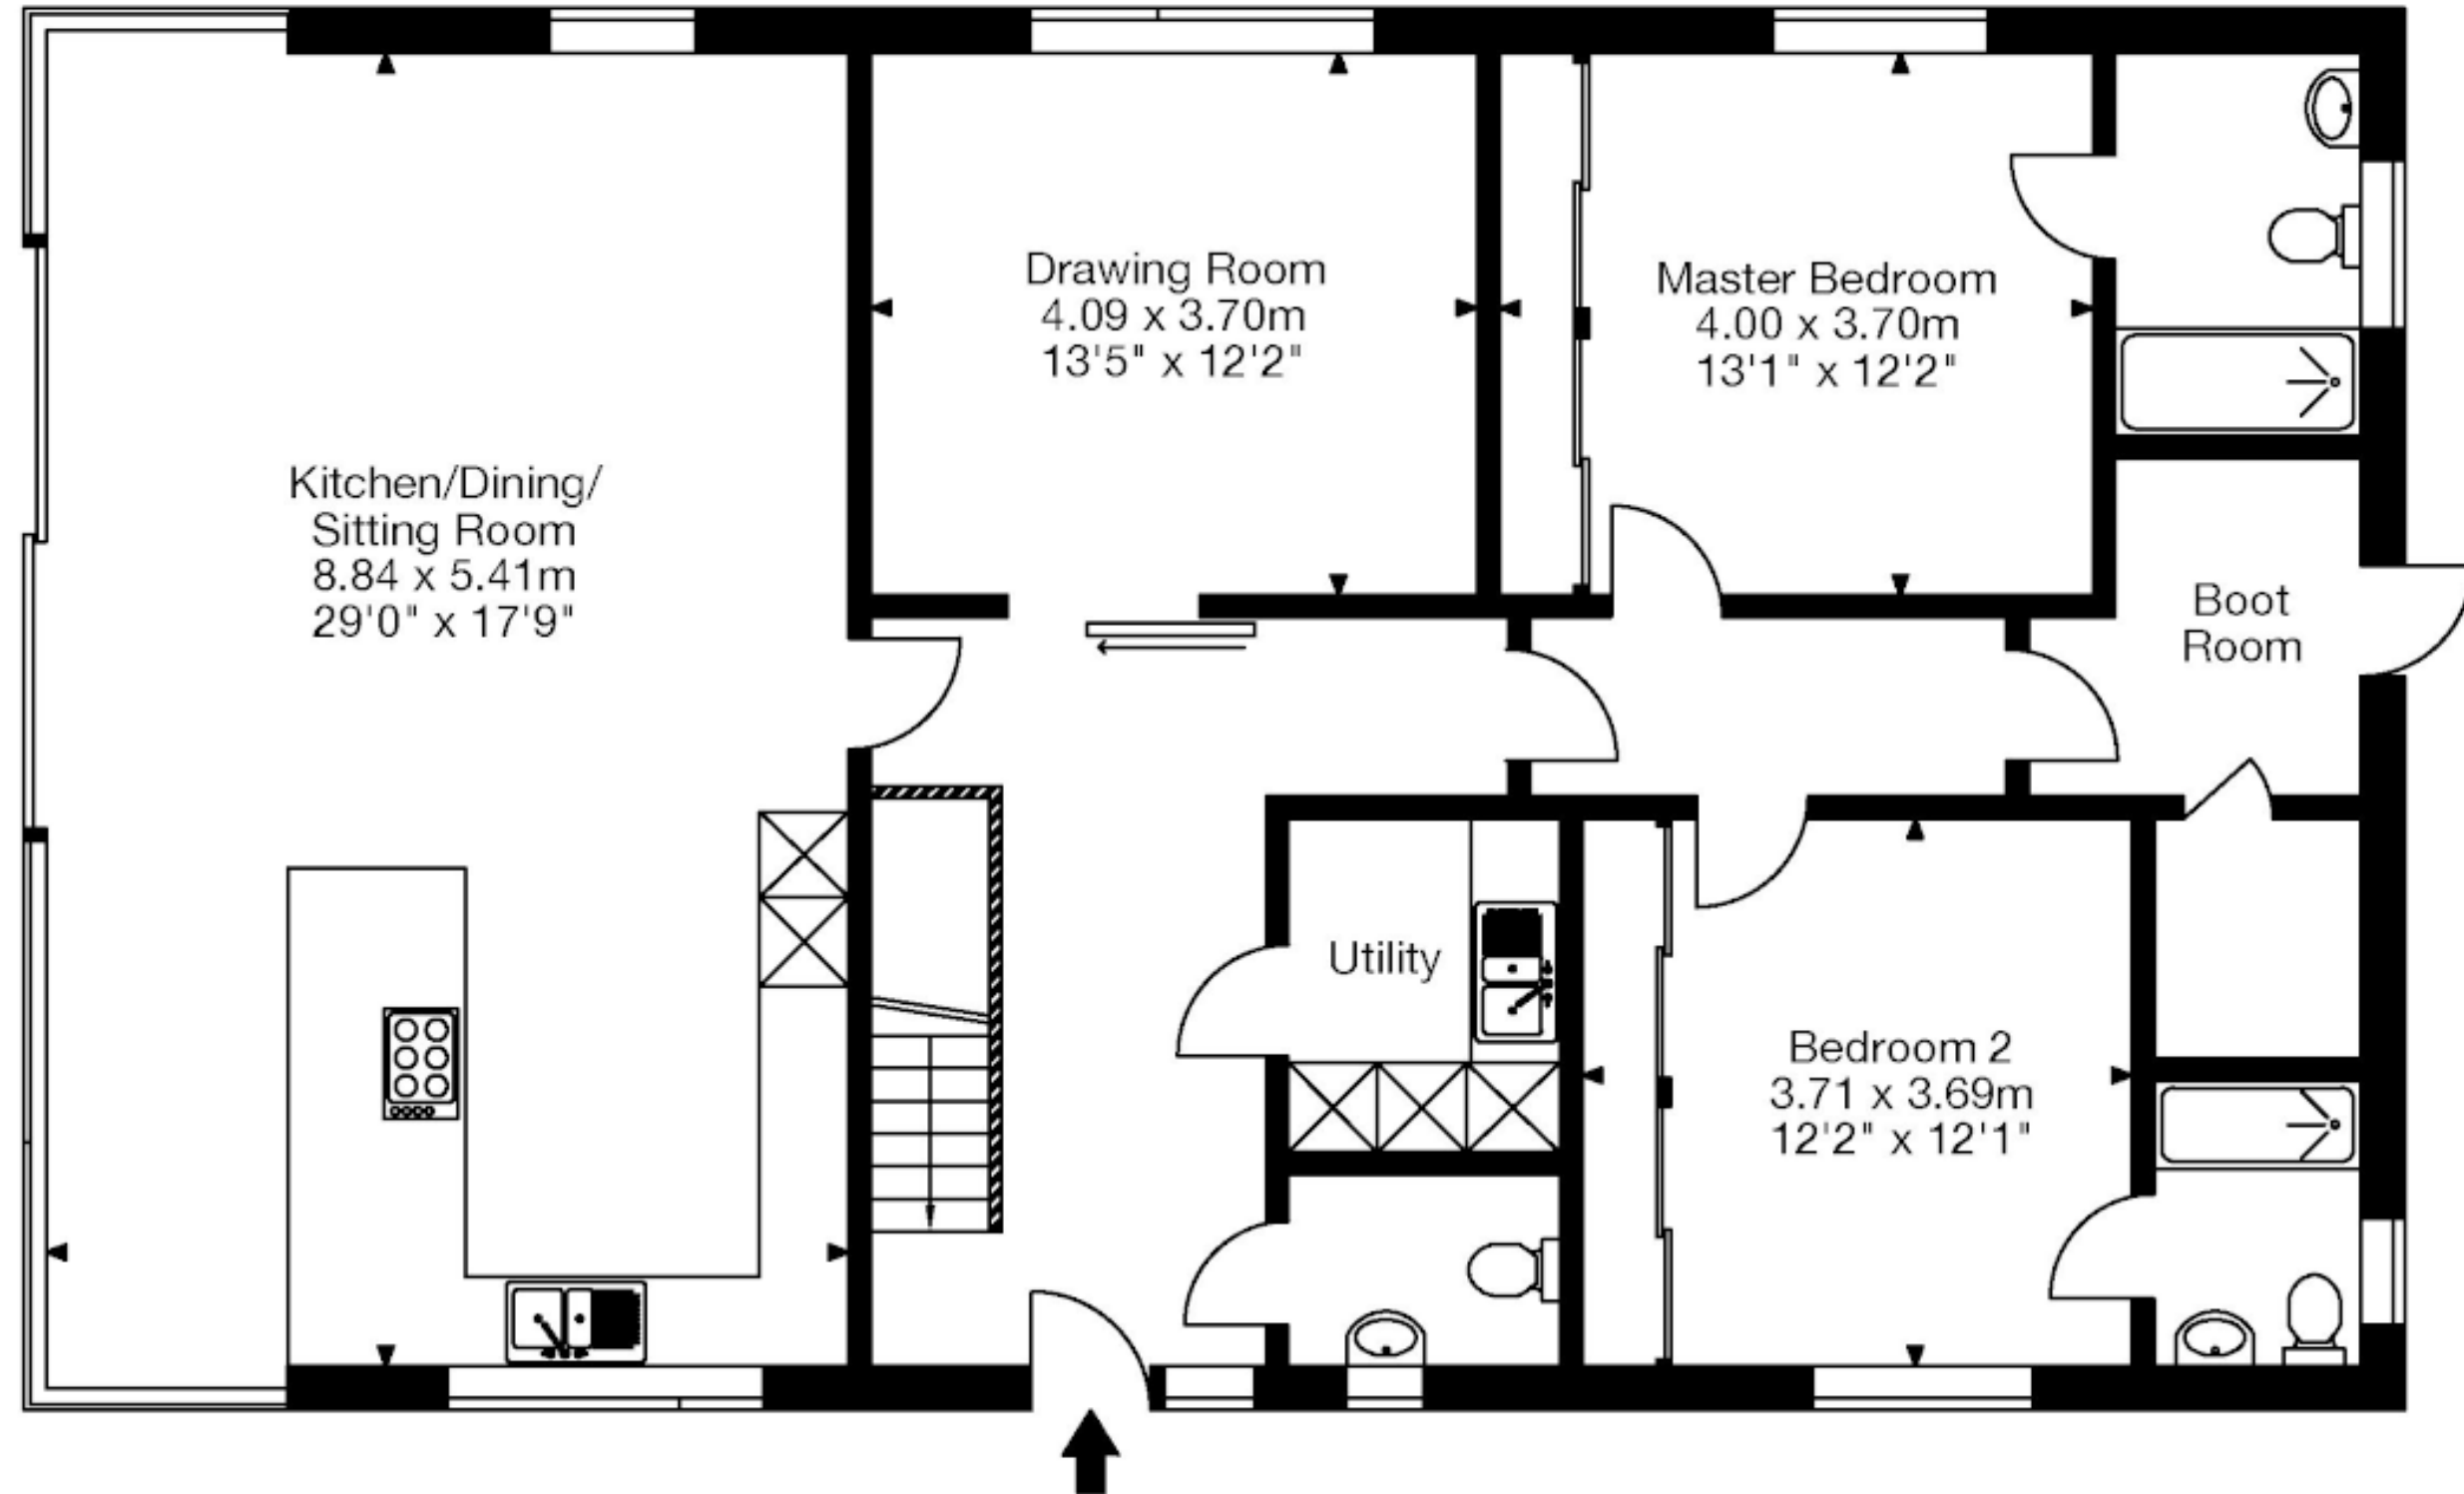 Kitchen/Dining/
Sitting Room
8.84 x 5.41m
29'0" x 17'9"
Drawing Room
4.09 x 3.70m
13'5" x 12'2"
Master Bedroom
4.00 x 3.70m
13'1" x 12'2"
Boot
Room
Utility
Bedroom 2
3.71 x 3.69m
12'2" x 12'1"